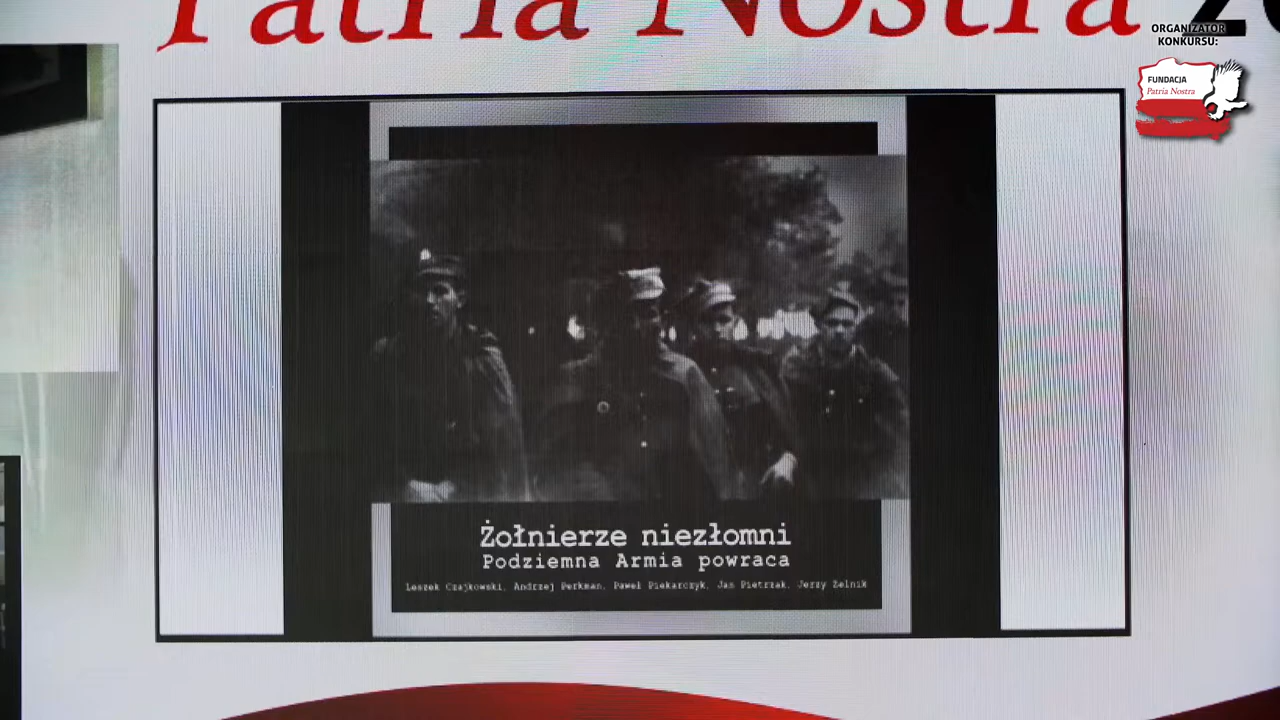 Patria Nostra
ORGANIZATOR
KONKURSU:
FUNDACJA
Patria Nostra
Żołnierze niezłomni
Podziemna Armia powraca
Leszek Czajkowski, Andrzej Perkman, Paweł Piekarczyk, Jan Pietrzak, Jerzy Zelnik